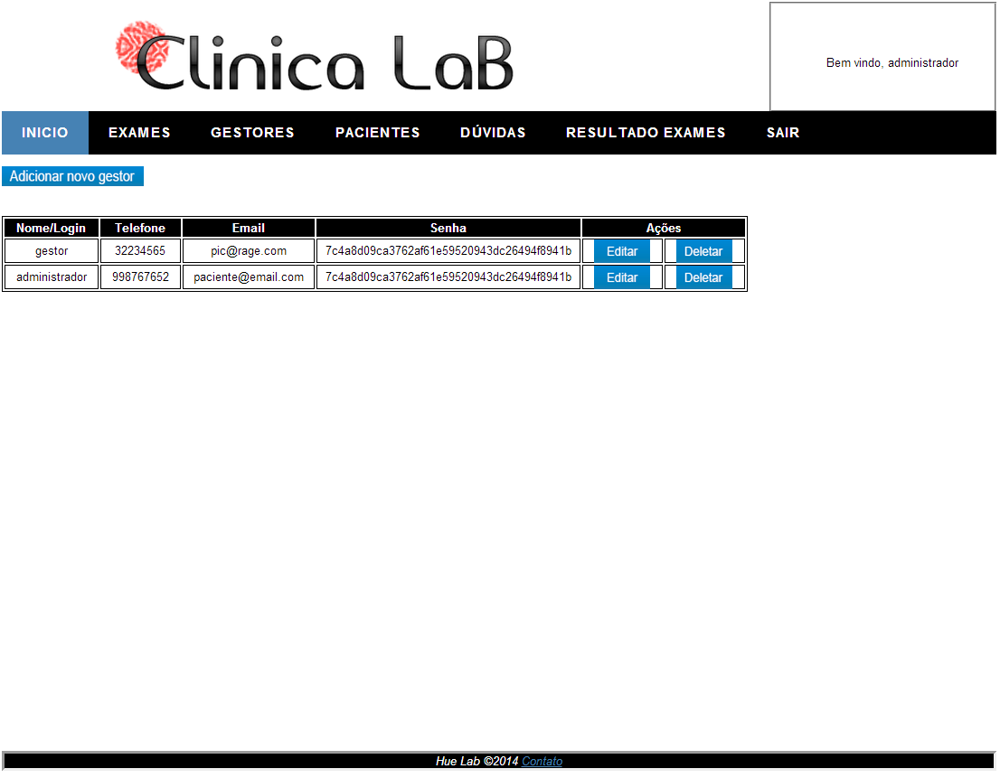 Clinica LaB
Bem vindo, administrador
INICIO EXAMES GESTORES PACIENTES DÚVIDAS RESULTADO EXAMES SAIR
Adicionar novo gestor
Nome/Login Telefone Email Senha Ações
gestor 32234565 pic@rage.com 7c4a8d09ca3762af61e59520943dc26494f8941b Editar Deletar
administrador 998767652 paciente@email.com 7c4a8d09ca3762af61e59520943dc26494f8941b Editar Deletar
Hue Lab ©2014 Contato